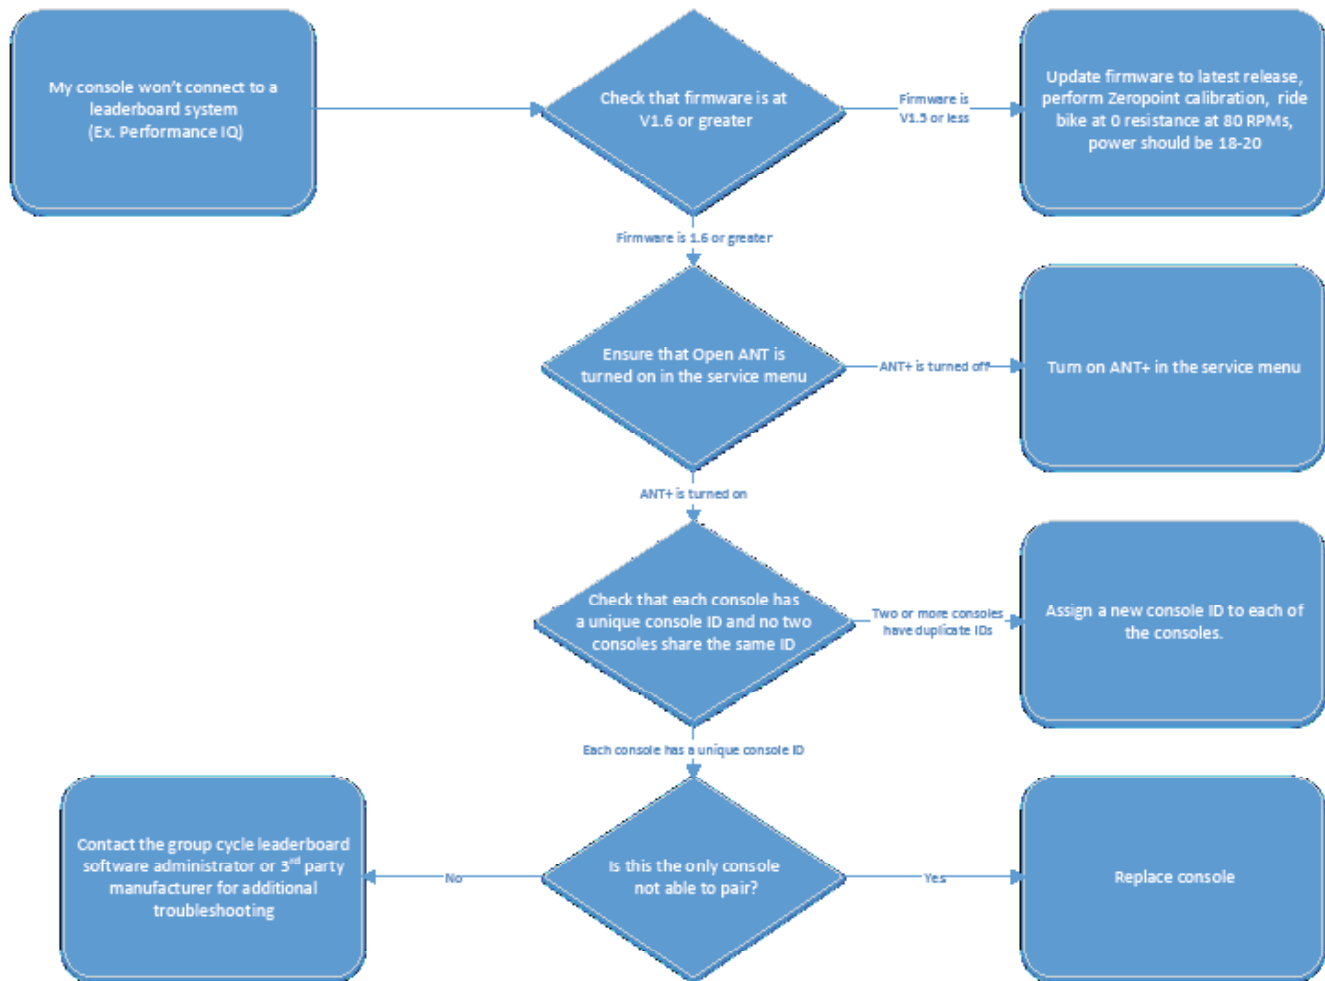 My console won't connect to a
leaderboard system
(Ex. Performance IQ)
Check that firmware is at
V1.6 or greater
Firmware is
V1.5 or less
Update firmware to latest release,
perform Zeropoint calibration, ride
bike at 0 resistance at 80 RPMs,
power should be 18-20
Firmware is 1.6 or greater
Ensure that Open ANT is
turned on in the service menu
ANT+ is turned off
Turn on ANT+ in the service menu
ANT+ is turned on
Check that each console has
a unique console ID and no two
consoles share the same ID
Two or more consoles
have duplicate IDs
Assign a new console ID to each of
the consoles.
Each console has a unique console ID
Contact the group cycle leaderboard
software administrator or 3rd party
manufacturer for additional
troubleshooting
No
Is this the only console
not able to pair?
Yes
Replace console